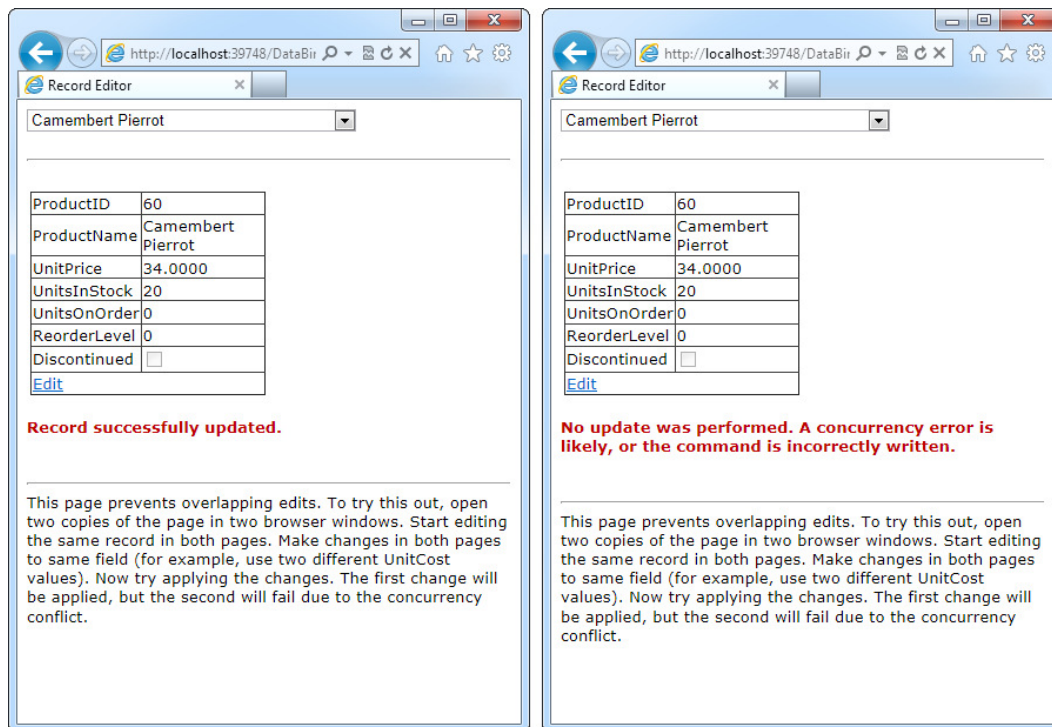 http://localhost:39748/DataBir
Record Editor
Camembert Pierrot
ProductID 60
ProductName Camembert
Pierrot
UnitPrice 34.0000
UnitsInStock 20
UnitsOnOrder 0
ReorderLevel 0
Discontinued
Edit
Record successfully updated.
This page prevents overlapping edits. To try this out, open
two copies of the page in two browser windows. Start editing
the same record in both pages. Make changes in both pages
to same field (for example, use two different UnitCost
values). Now try applying the changes. The first change will
be applied, but the second will fail due to the concurrency
conflict.
http://localhost:39748/DataBir
Record Editor
Camembert Pierrot
ProductID 60
ProductName Camembert
Pierrot
UnitPrice 34.0000
UnitsInStock 20
UnitsOnOrder 0
ReorderLevel 0
Discontinued
Edit
No update was performed. A concurrency error is
likely, or the command is incorrectly written.
This page prevents overlapping edits. To try this out, open
two copies of the page in two browser windows. Start editing
the same record in both pages. Make changes in both pages
to same field (for example, use two different UnitCost
values). Now try applying the changes. The first change will
be applied, but the second will fail due to the concurrency
conflict.